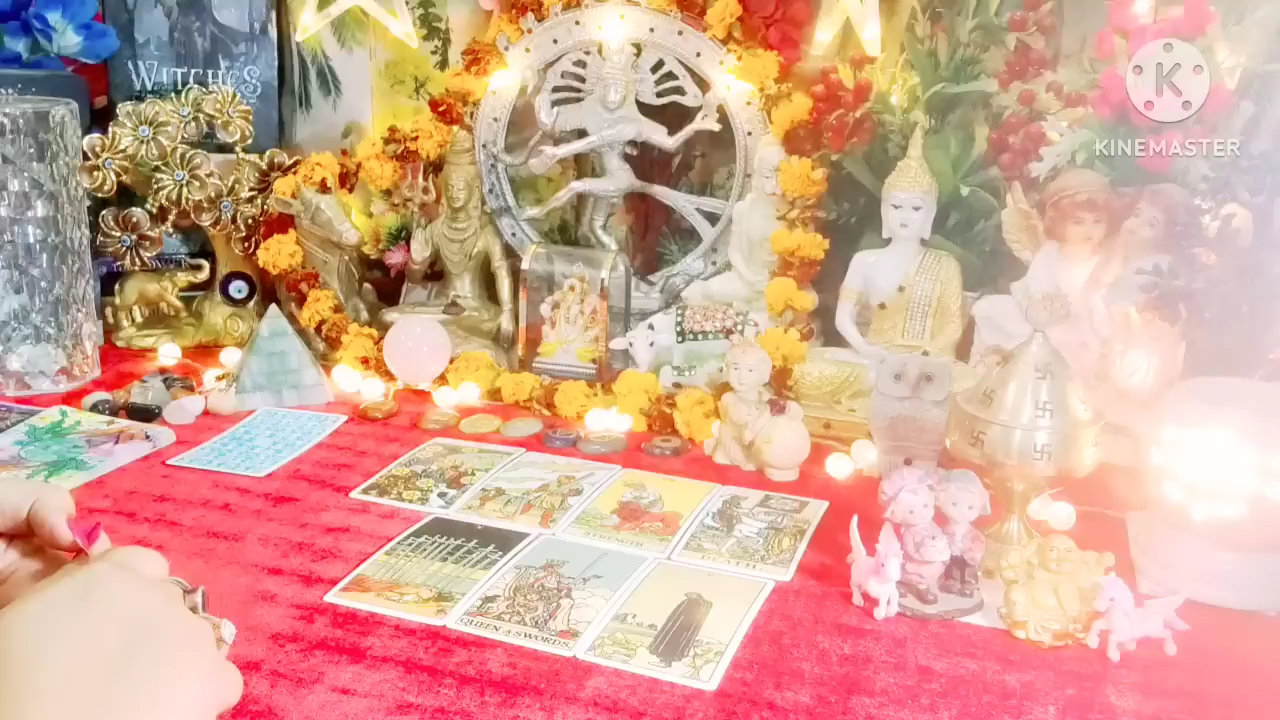 WITCHES
K
KINEMASTER
STRENGTH
DEATH
QUEEN of SWORDS.